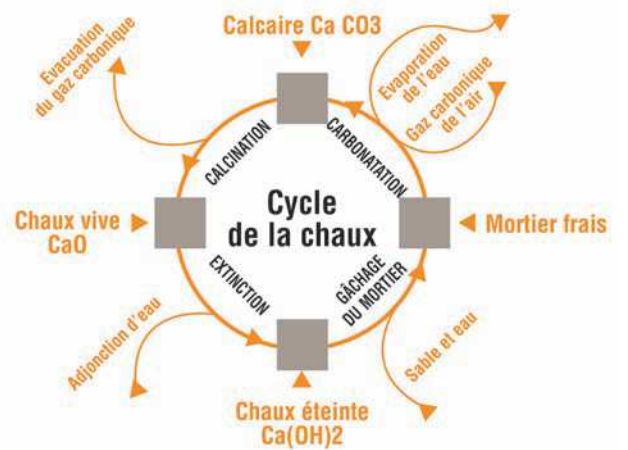 Calcaire Ca CO3
Evacuation
du gaz carbonique
Evaporation
de l'eau
Gaz carbonique
de l'air
CALCINATION
CARBONATATION
Chaux vive
CaO
Cycle
de la chaux
Mortier frais
EXTINCTION
GÂCHAGE
DU MORTIER
Adjonction d'eau
Sable et eau
Chaux éteinte
Ca(OH)2